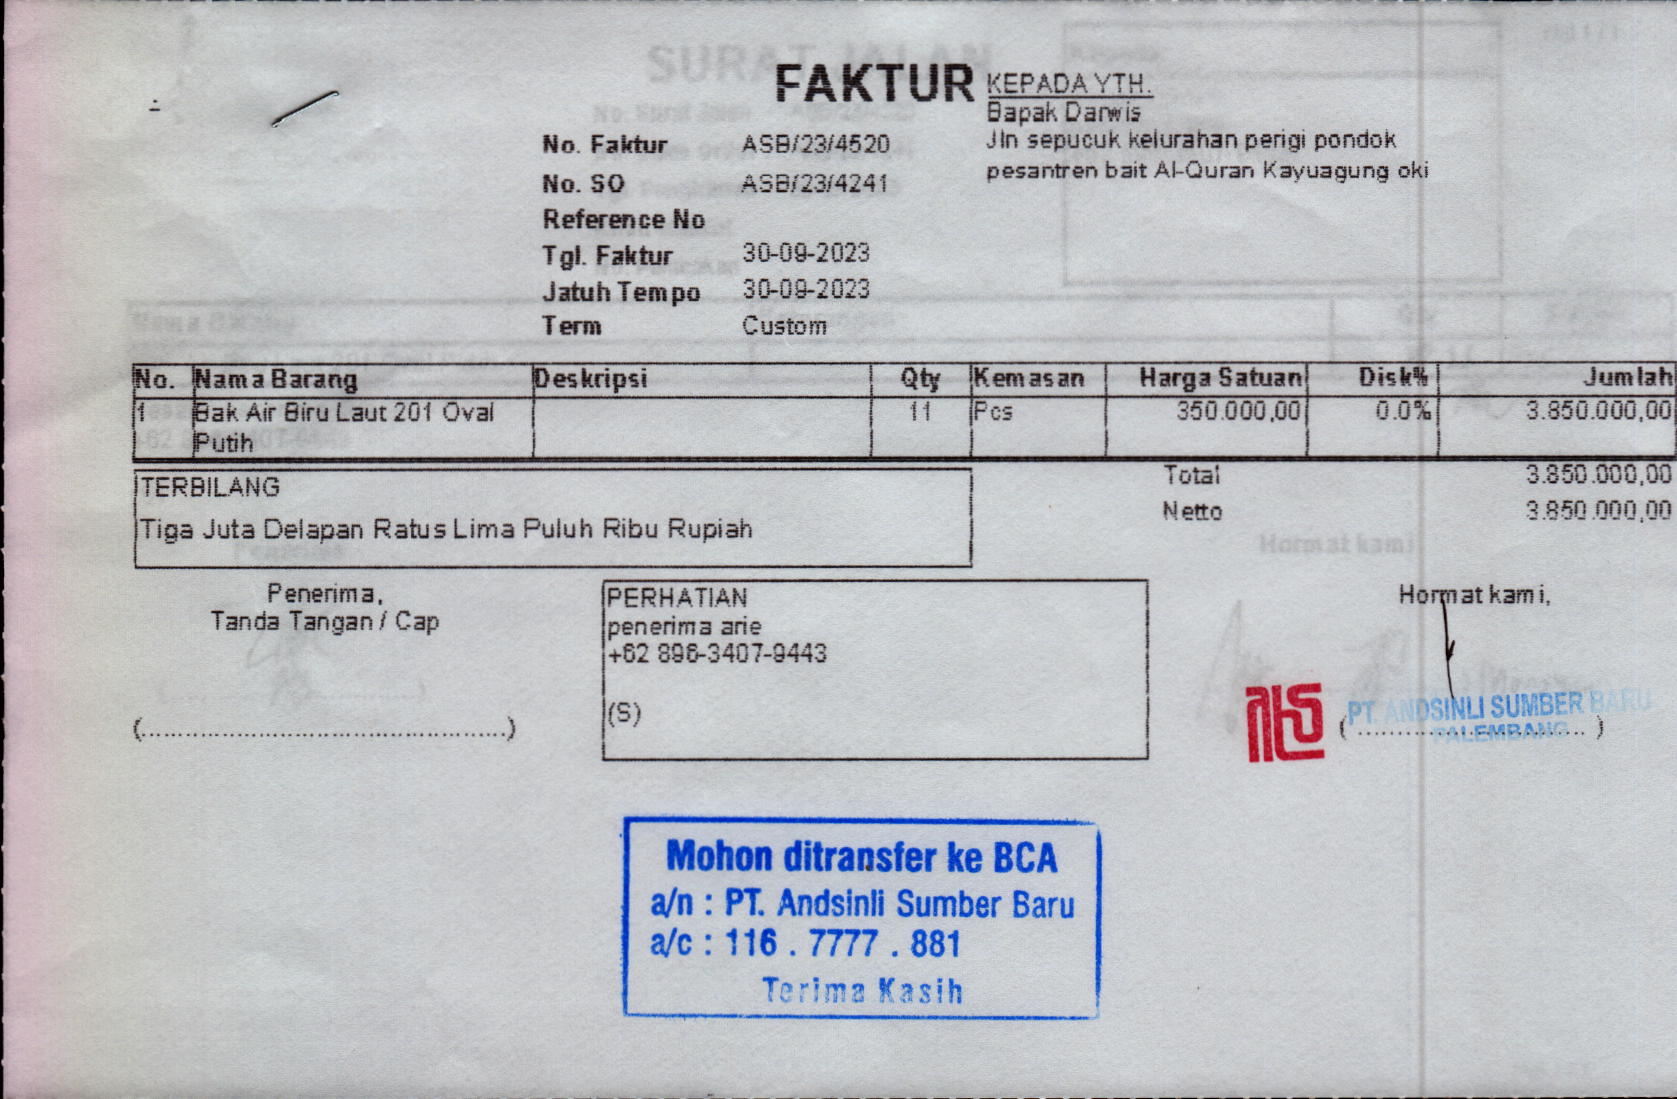 FAKTUR
KEPADA YTH.
Bapak Darwis
Jln sepucuk kelurahan perigi pondok
pesantren bait Al-Quran Kayuagung oki
No. Faktur ASB/23/4520
No. SO ASB/23/4241
Reference No
Tgl. Faktur 30-09-2023
Jatuh Tempo 30-09-2023
Term Custom
No. Nama Barang Deskripsi Qty Kemasan Harga Satuan Disk% Jumlah
1 Bak Air Biru Laut 201 Oval 11 Pcs 350.000,00 0.0% 3.850.000,00
Putih
Total 3.850.000,00
Netto 3.850.000,00
TERBILANG
Tiga Juta Delapan Ratus Lima Puluh Ribu Rupiah
Penerima,
Tanda Tangan / Cap
(..............................................)
PERHATIAN
penerima arie
+62 896-3407-9443
(S)
Hormat kami,
PT. ANDSINLI SUMBER BARU
PALEMBANG
(..............................)
Mohon ditransfer ke BCA
a/n : PT. Andsinli Sumber Baru
a/c : 116 . 7777 . 881
Terima Kasih